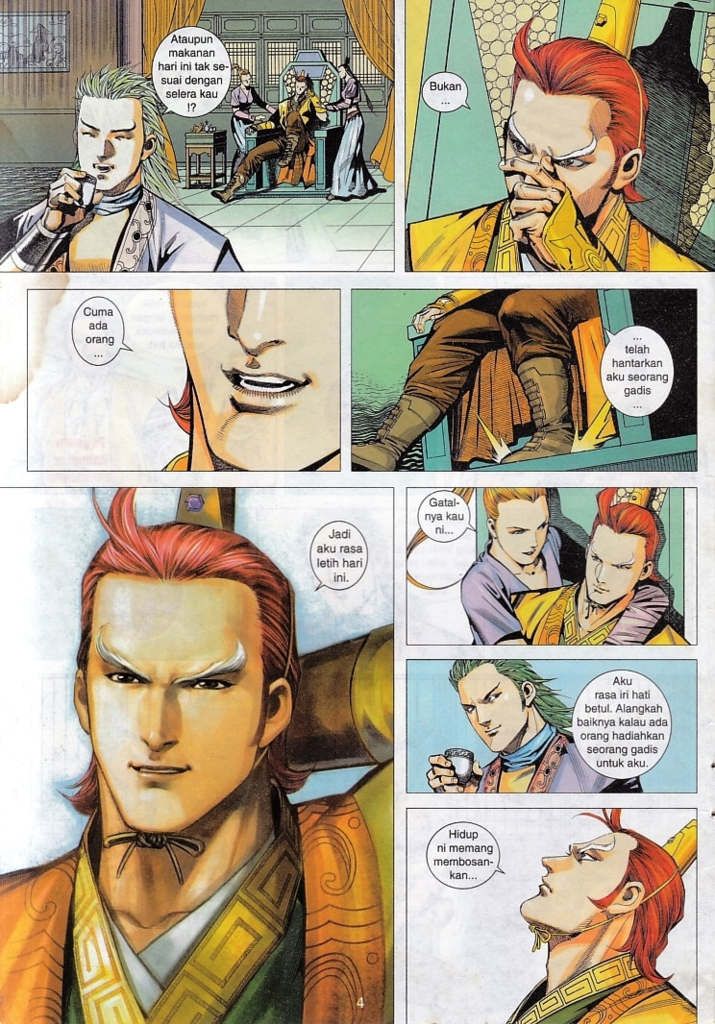 Ataupun
makanan
hari ini tak se-
suai dengan
selera kau
!?
Bukan
...
Cuma
ada
orang
...
...
telah
hantarkan
aku seorang
gadis
...
Jadi
aku rasa
letih hari
ini.
Gatal-
nya kau
ni...
Aku
rasa iri hati
betul. Alangkah
baiknya kalau ada
orang hadiahkan
seorang gadis
untuk aku.
Hidup
ni memang
membosan-
kan...
4